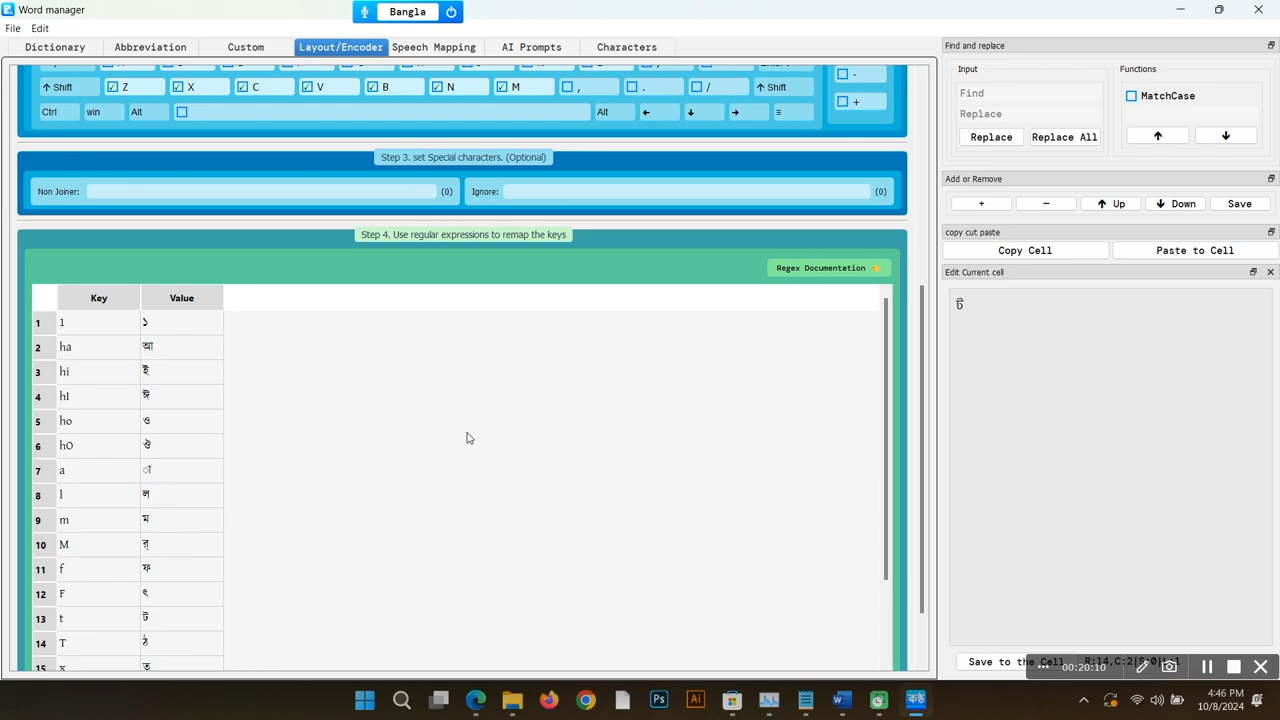 Word manager
Bangla
File Edit
Dictionary Abbreviation Custom Layout/Encoder Speech Mapping AI Prompts Characters
↑ Shift Z X C V B N M , . / ↑ Shift
Ctrl win Alt Alt ← ↓ → ≡
-
+
Step 3. set Special characters. (Optional)
Non Joiner: (0) Ignore: (0)
Step 4. Use regular expressions to remap the keys
Regex Documentation
Key Value
1 1 ১
2 ha আ
3 hi ই
4 hI ঈ
5 ho ও
6 hO ঔ
7 a া
8 l ল
9 m ম
10 M র্
11 f ফ
12 F ৎ
13 t ট
14 T ঠ
15 x ত
Find and replace
Input Functions
Find
Replace
MatchCase
Replace Replace All ↑ ↓
Add or Remove
+ − ↑ Up ↓ Down Save
copy cut paste
Copy Cell Paste to Cell
Edit Current cell
Save to the Cell
00:20:10
4:46 PM
10/8/2024